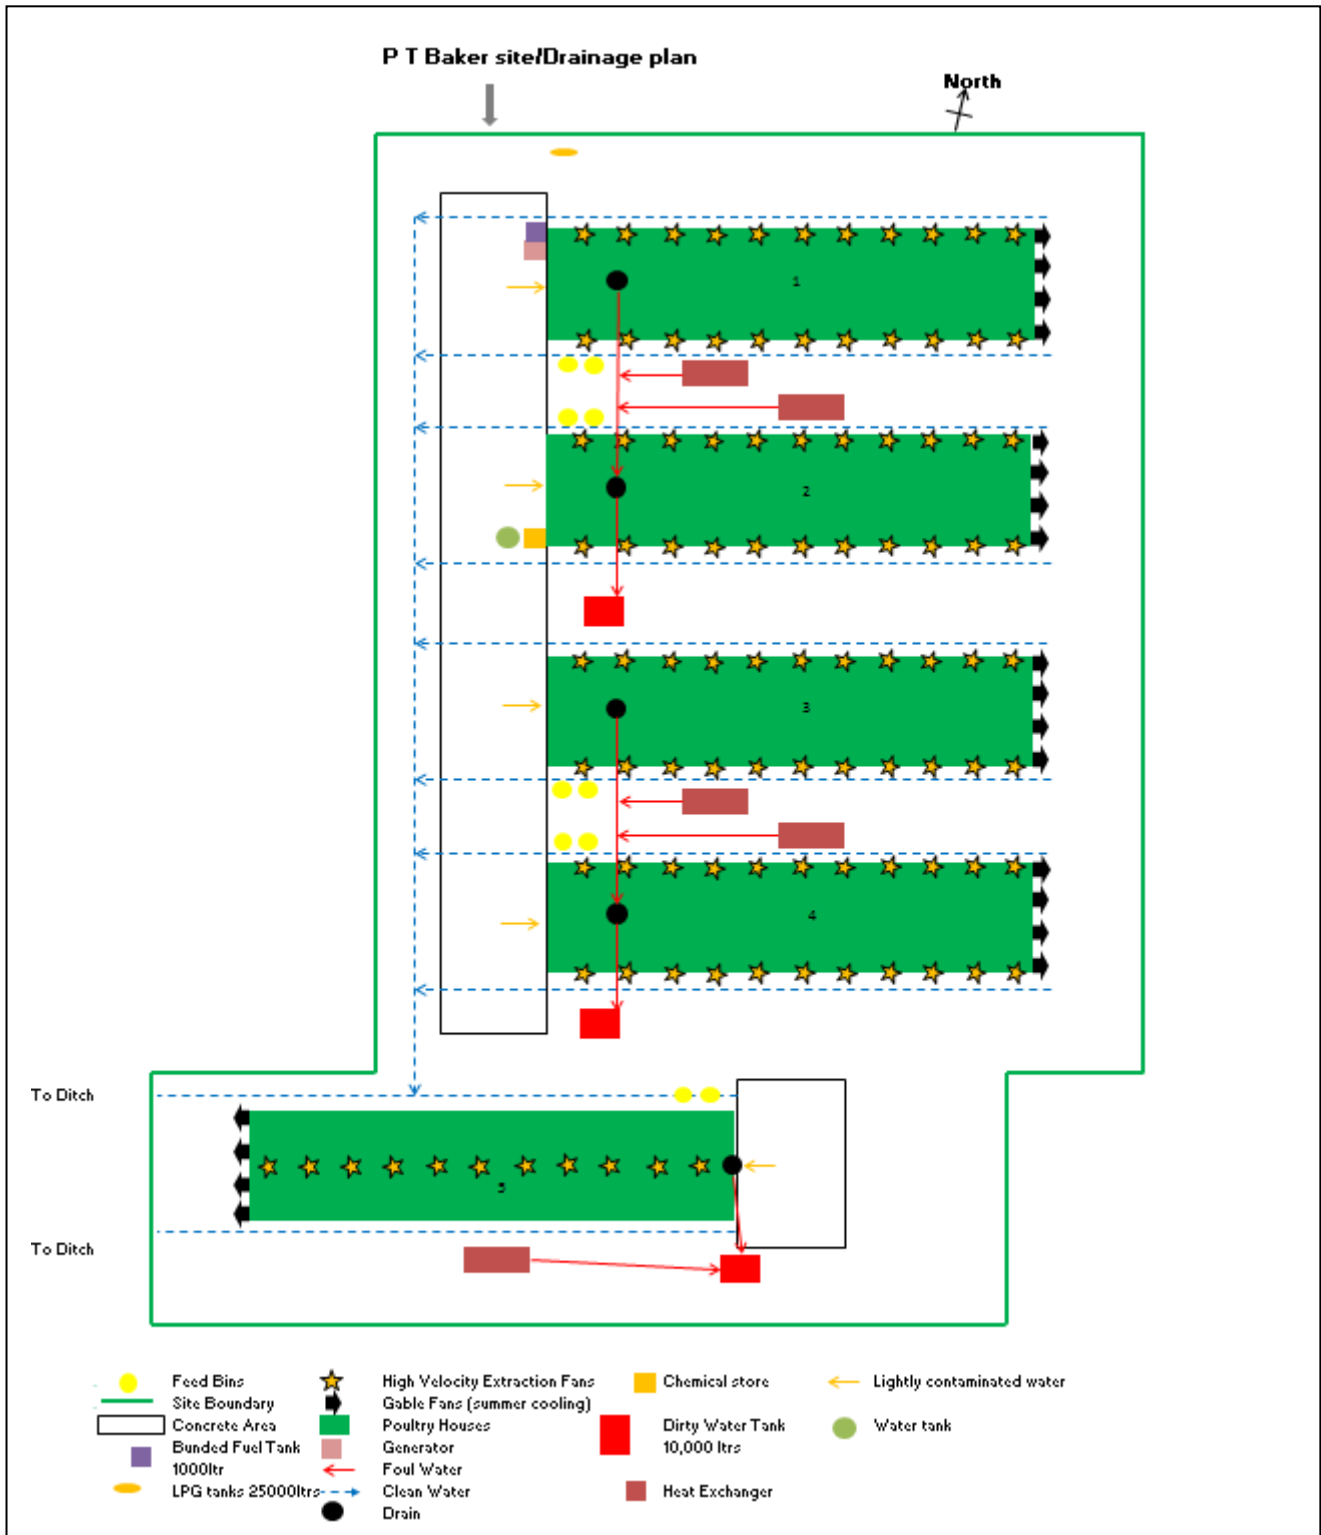 P T Baker site/Drainage plan
North
1
2
3
4
To Ditch
5
To Ditch
Feed Bins
High Velocity Extraction Fans
Chemical store
Lightly contaminated water
Site Boundary
Gable Fans (summer cooling)
Concrete Area
Poultry Houses
Dirty Water Tank
10,000 ltrs
Water tank
Bunded Fuel Tank
1000ltr
Generator
Foul Water
LPG tanks 25000ltrs
Clean Water
Heat Exchanger
Drain